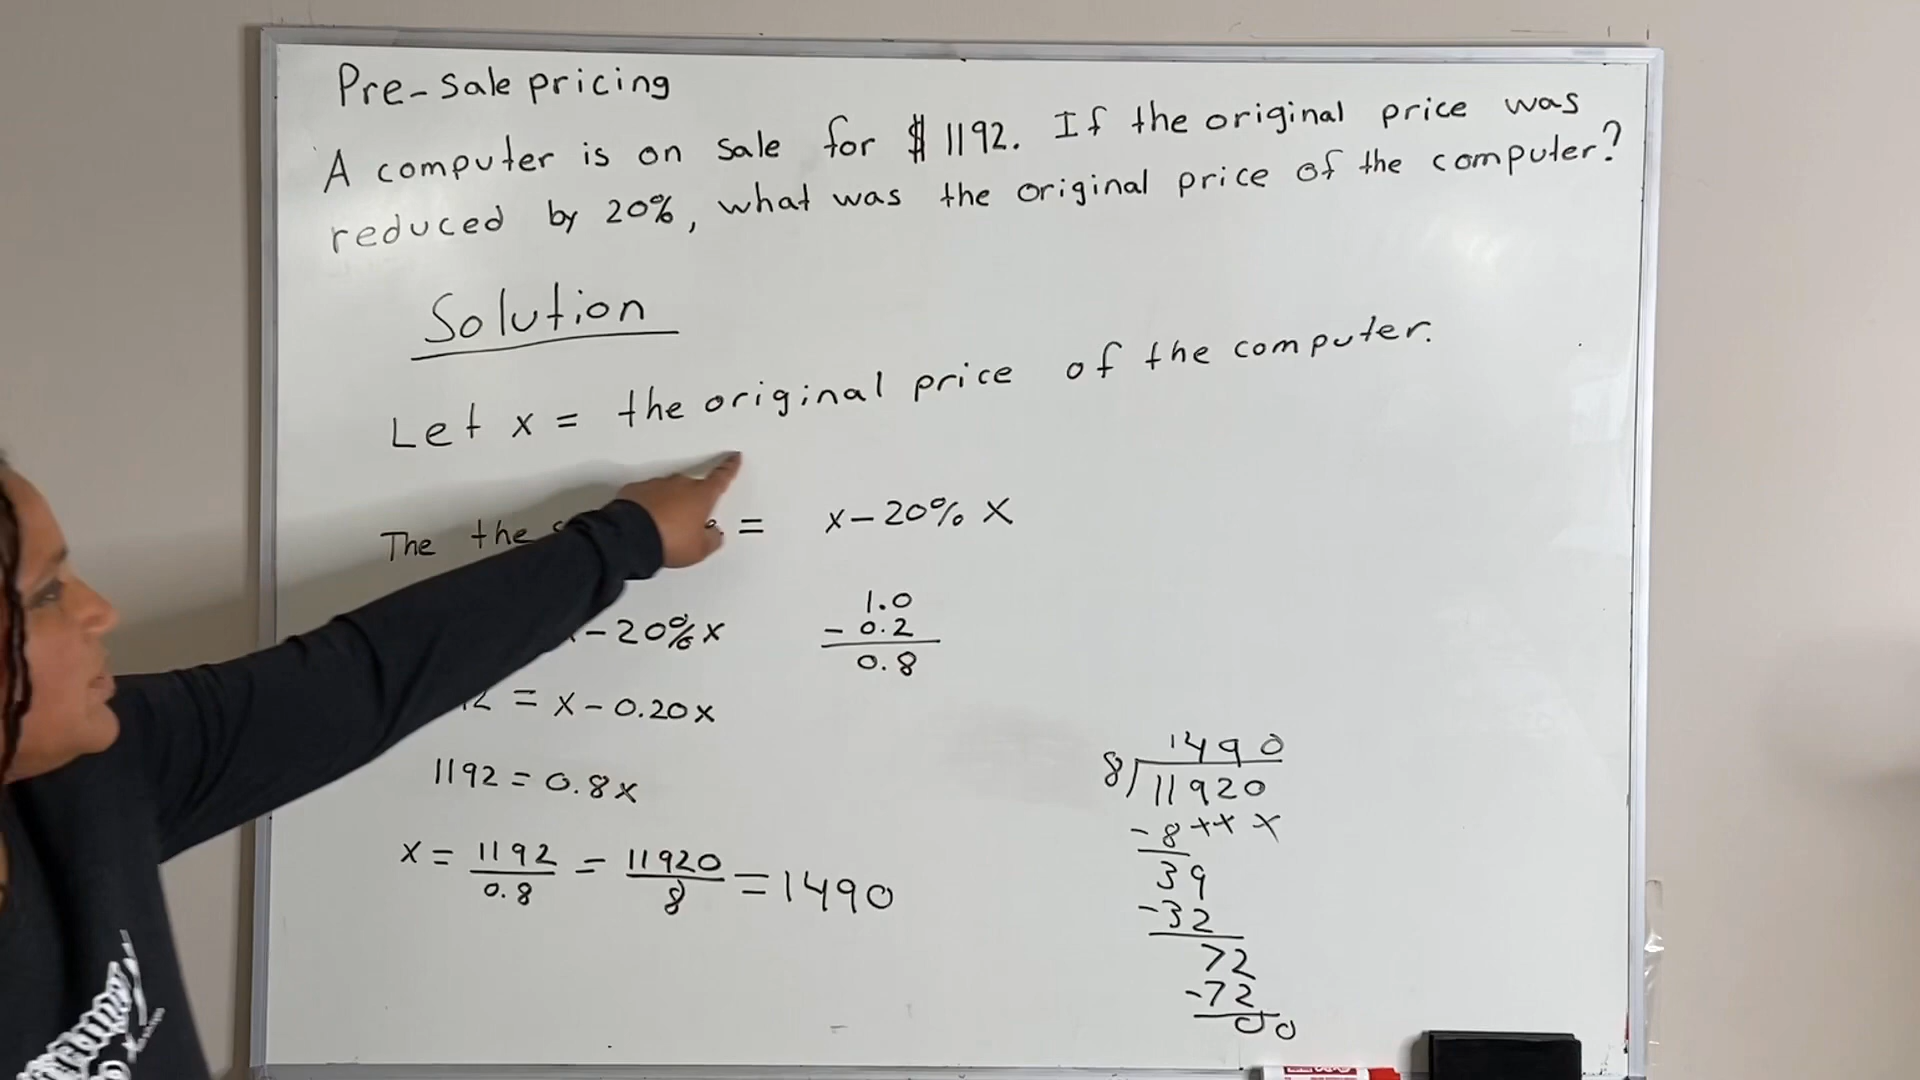 Pre-sale pricing
A computer is on sale for $ 1192. If the original price was
reduced by 20%, what was the original price of the computer?
Solution
Let x = the original price of the computer.
The the = x - 20% X
- 20% x
1.0
- 0.2
0.8
= x - 0.20x
1192 = 0.8x
x = 1192/0.8 = 11920/8 = 1490
1490
8) 11920
-8xx x
39
-32
72
-72
00